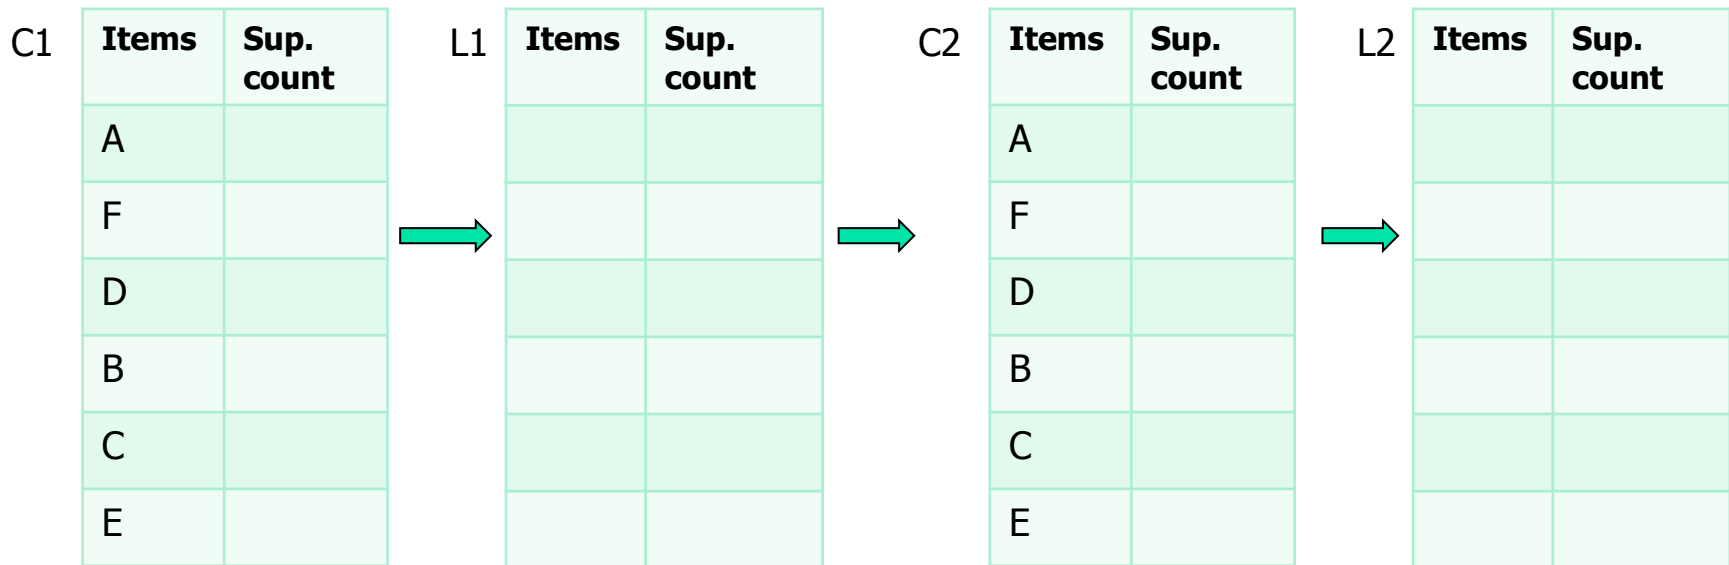 C1
Items Sup. count
A
F
D
B
C
E
L1
Items Sup. count
C2
Items Sup. count
A
F
D
B
C
E
L2
Items Sup. count